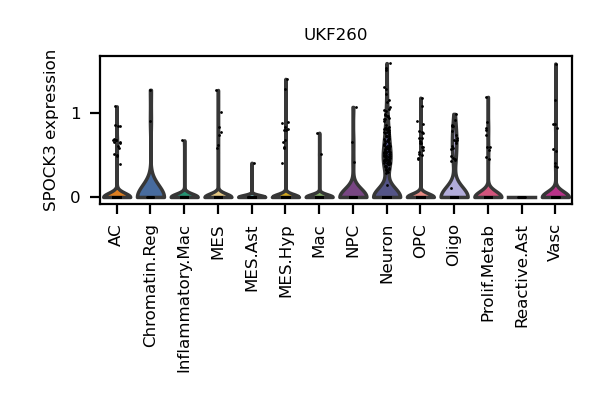 UKF260
SPOCK3 expression
1
0
AC
Chromatin.Reg
Inflammatory.Mac
MES
MES.Ast
MES.Hyp
Mac
NPC
Neuron
OPC
Oligo
Prolif.Metab
Reactive.Ast
Vasc